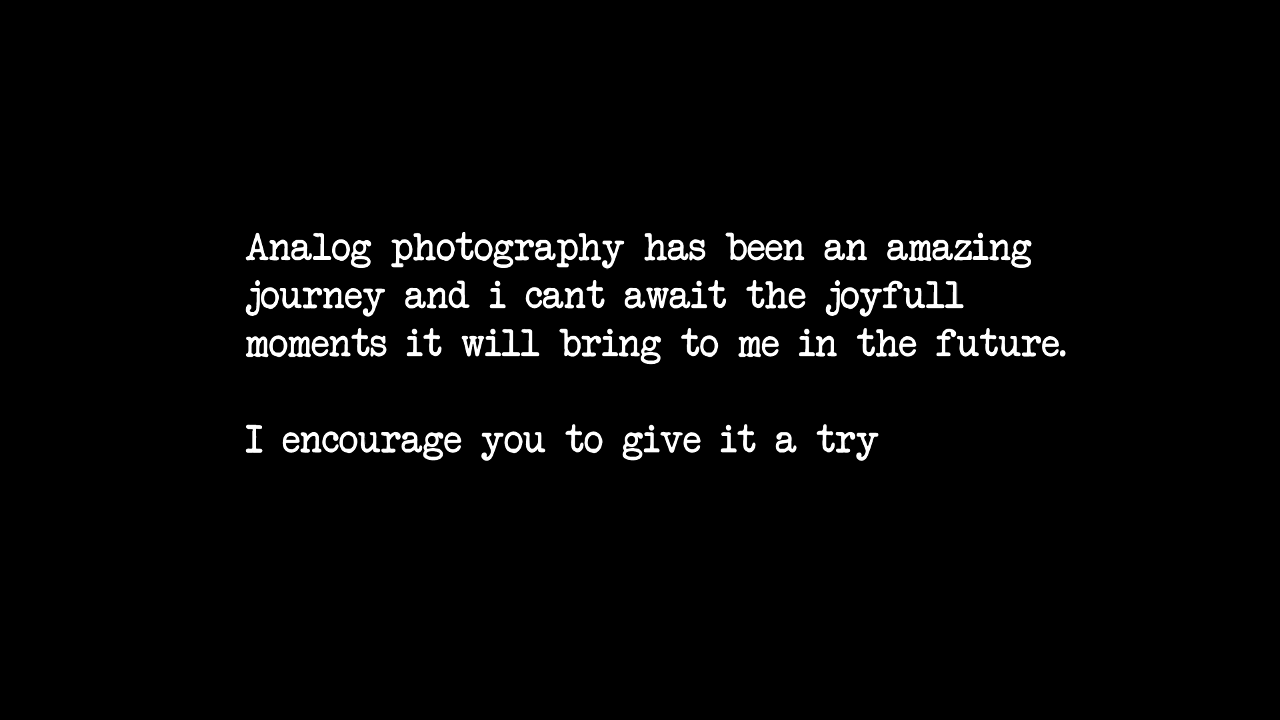 Analog photography has been an amazing
journey and i cant await the joyfull
moments it will bring to me in the future.
I encourage you to give it a try